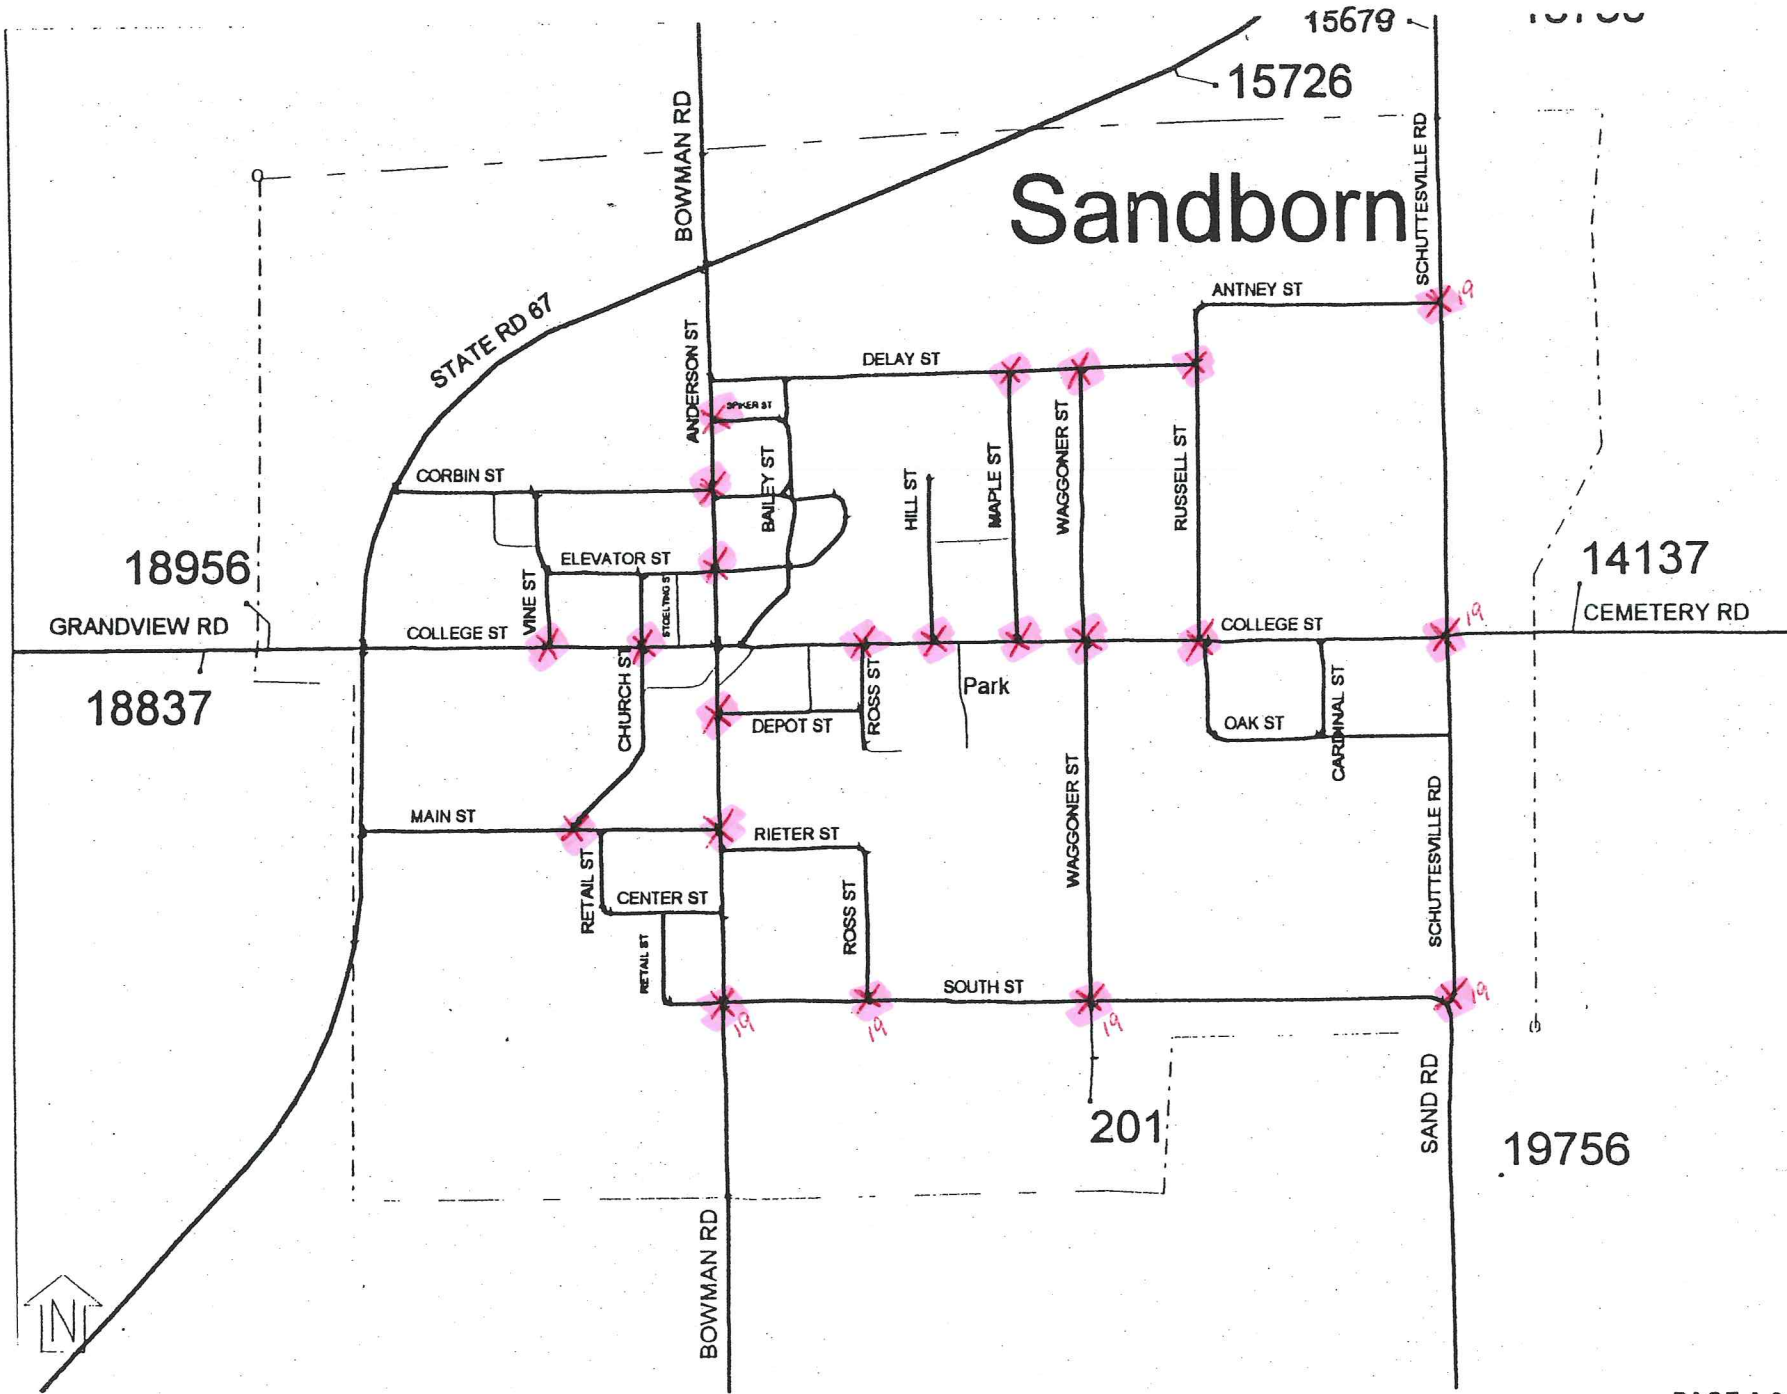 15679
15726
BOWMAN RD
Sandborn
SCHUTTESVILLE RD
ANTNEY ST
19
STATE RD 67
ANDERSON ST
DELAY ST
SPIKER ST
CORBIN ST
BAILEY ST
HILL ST
MAPLE ST
WAGGONER ST
RUSSELL ST
18956
ELEVATOR ST
14137
GRANDVIEW RD
COLLEGE ST
VINE ST
STOELTING ST
COLLEGE ST
19
CEMETERY RD
18837
CHURCH ST
DEPOT ST
ROSS ST
Park
OAK ST
CARDINAL ST
MAIN ST
RIETER ST
WAGGONER ST
SCHUTTESVILLE RD
RETAIL ST
CENTER ST
ROSS ST
RETAIL ST
SOUTH ST
19
19
19
19
201
SAND RD
19756
BOWMAN RD
N